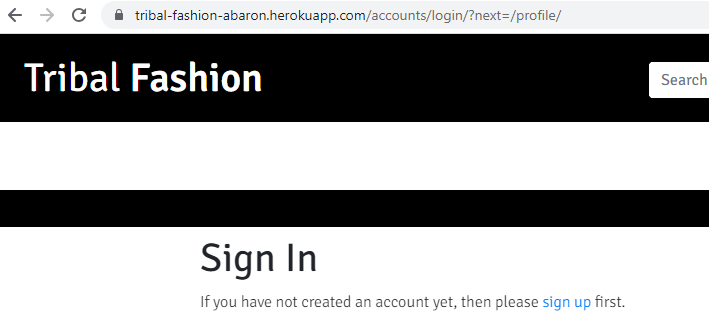 tribal-fashion-abaron.herokuapp.com/accounts/login/?next=/profile/
Tribal Fashion
Search
Sign In
If you have not created an account yet, then please sign up first.